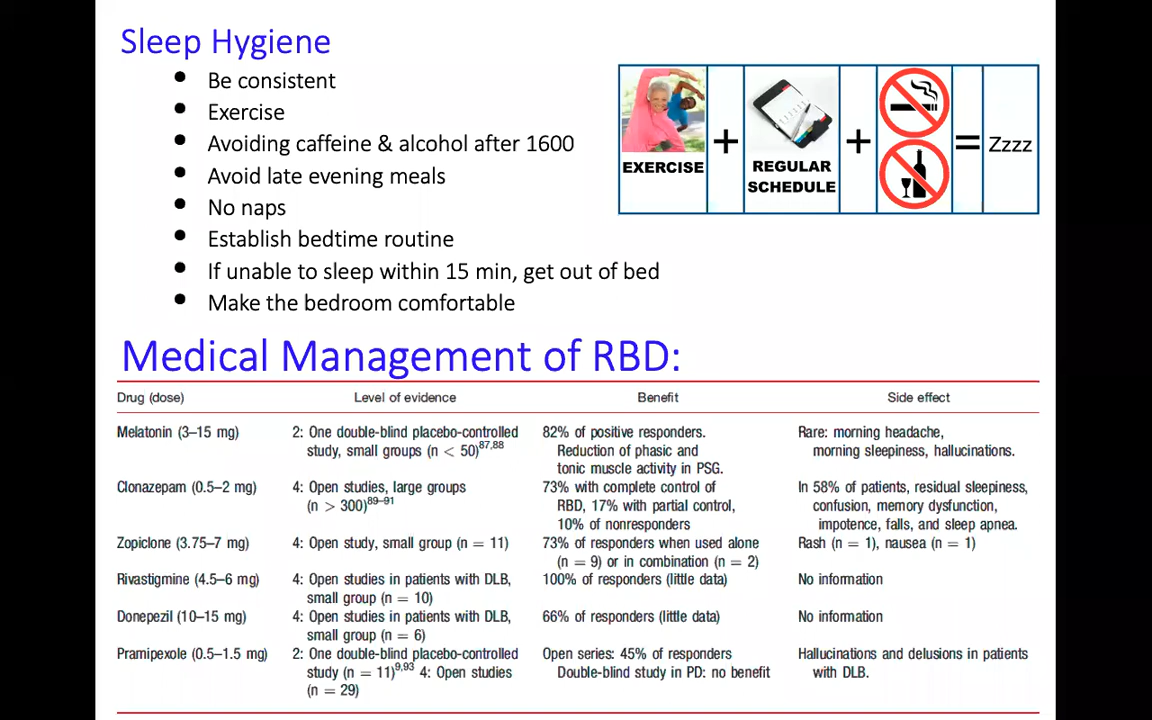 Sleep Hygiene
• Be consistent
• Exercise
• Avoiding caffeine & alcohol after 1600
• Avoid late evening meals
• No naps
• Establish bedtime routine
• If unable to sleep within 15 min, get out of bed
• Make the bedroom comfortable
EXERCISE
+
REGULAR
SCHEDULE
+
=
Zzzz
Medical Management of RBD:
Drug (dose) Level of evidence Benefit Side effect
Melatonin (3–15 mg) 2: One double-blind placebo-controlled 82% of positive responders. Rare: morning headache,
study, small groups (n < 50)87,88 Reduction of phasic and morning sleepiness, hallucinations.
tonic muscle activity in PSG.
Clonazepam (0.5–2 mg) 4: Open studies, large groups 73% with complete control of In 58% of patients, residual sleepiness,
(n > 300)89–91 RBD, 17% with partial control, confusion, memory dysfunction,
10% of nonresponders impotence, falls, and sleep apnea.
Zopiclone (3.75–7 mg) 4: Open study, small group (n = 11) 73% of responders when used alone Rash (n = 1), nausea (n = 1)
(n = 9) or in combination (n = 2)
Rivastigmine (4.5–6 mg) 4: Open studies in patients with DLB, 100% of responders (little data) No information
small group (n = 10)
Donepezil (10–15 mg) 4: Open studies in patients with DLB, 66% of responders (little data) No information
small group (n = 6)
Pramipexole (0.5–1.5 mg) 2: One double-blind placebo-controlled Open series: 45% of responders Hallucinations and delusions in patients
study (n = 11)9,93 4: Open studies Double-blind study in PD: no benefit with DLB.
(n = 29)